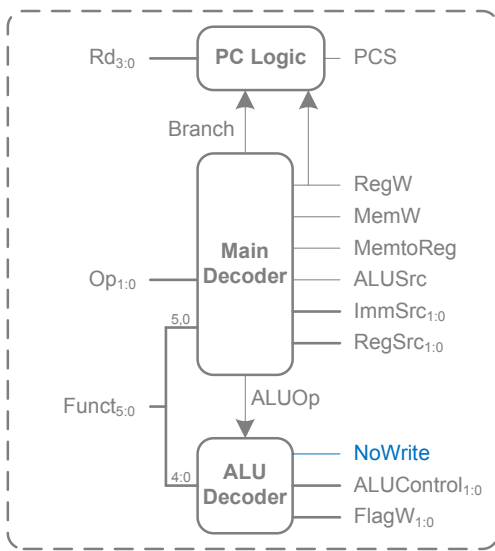 Rd3:0
PC Logic
PCS
Branch
RegW
MemW
Main
Decoder
MemtoReg
Op1:0
ALUSrc
ImmSrc1:0
5,0
RegSrc1:0
Funct5:0
ALUOp
NoWrite
4:0
ALU
Decoder
ALUControl1:0
FlagW1:0